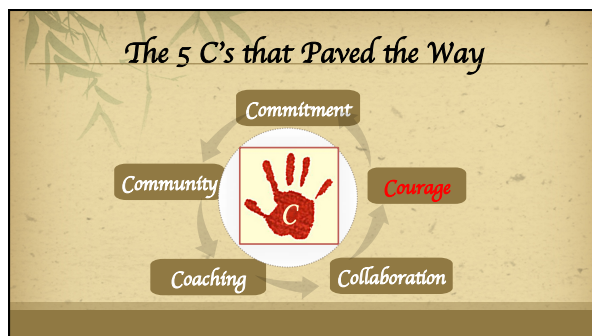 The 5 C's that Paved the Way
Commitment
Community
Courage
C
Coaching
Collaboration